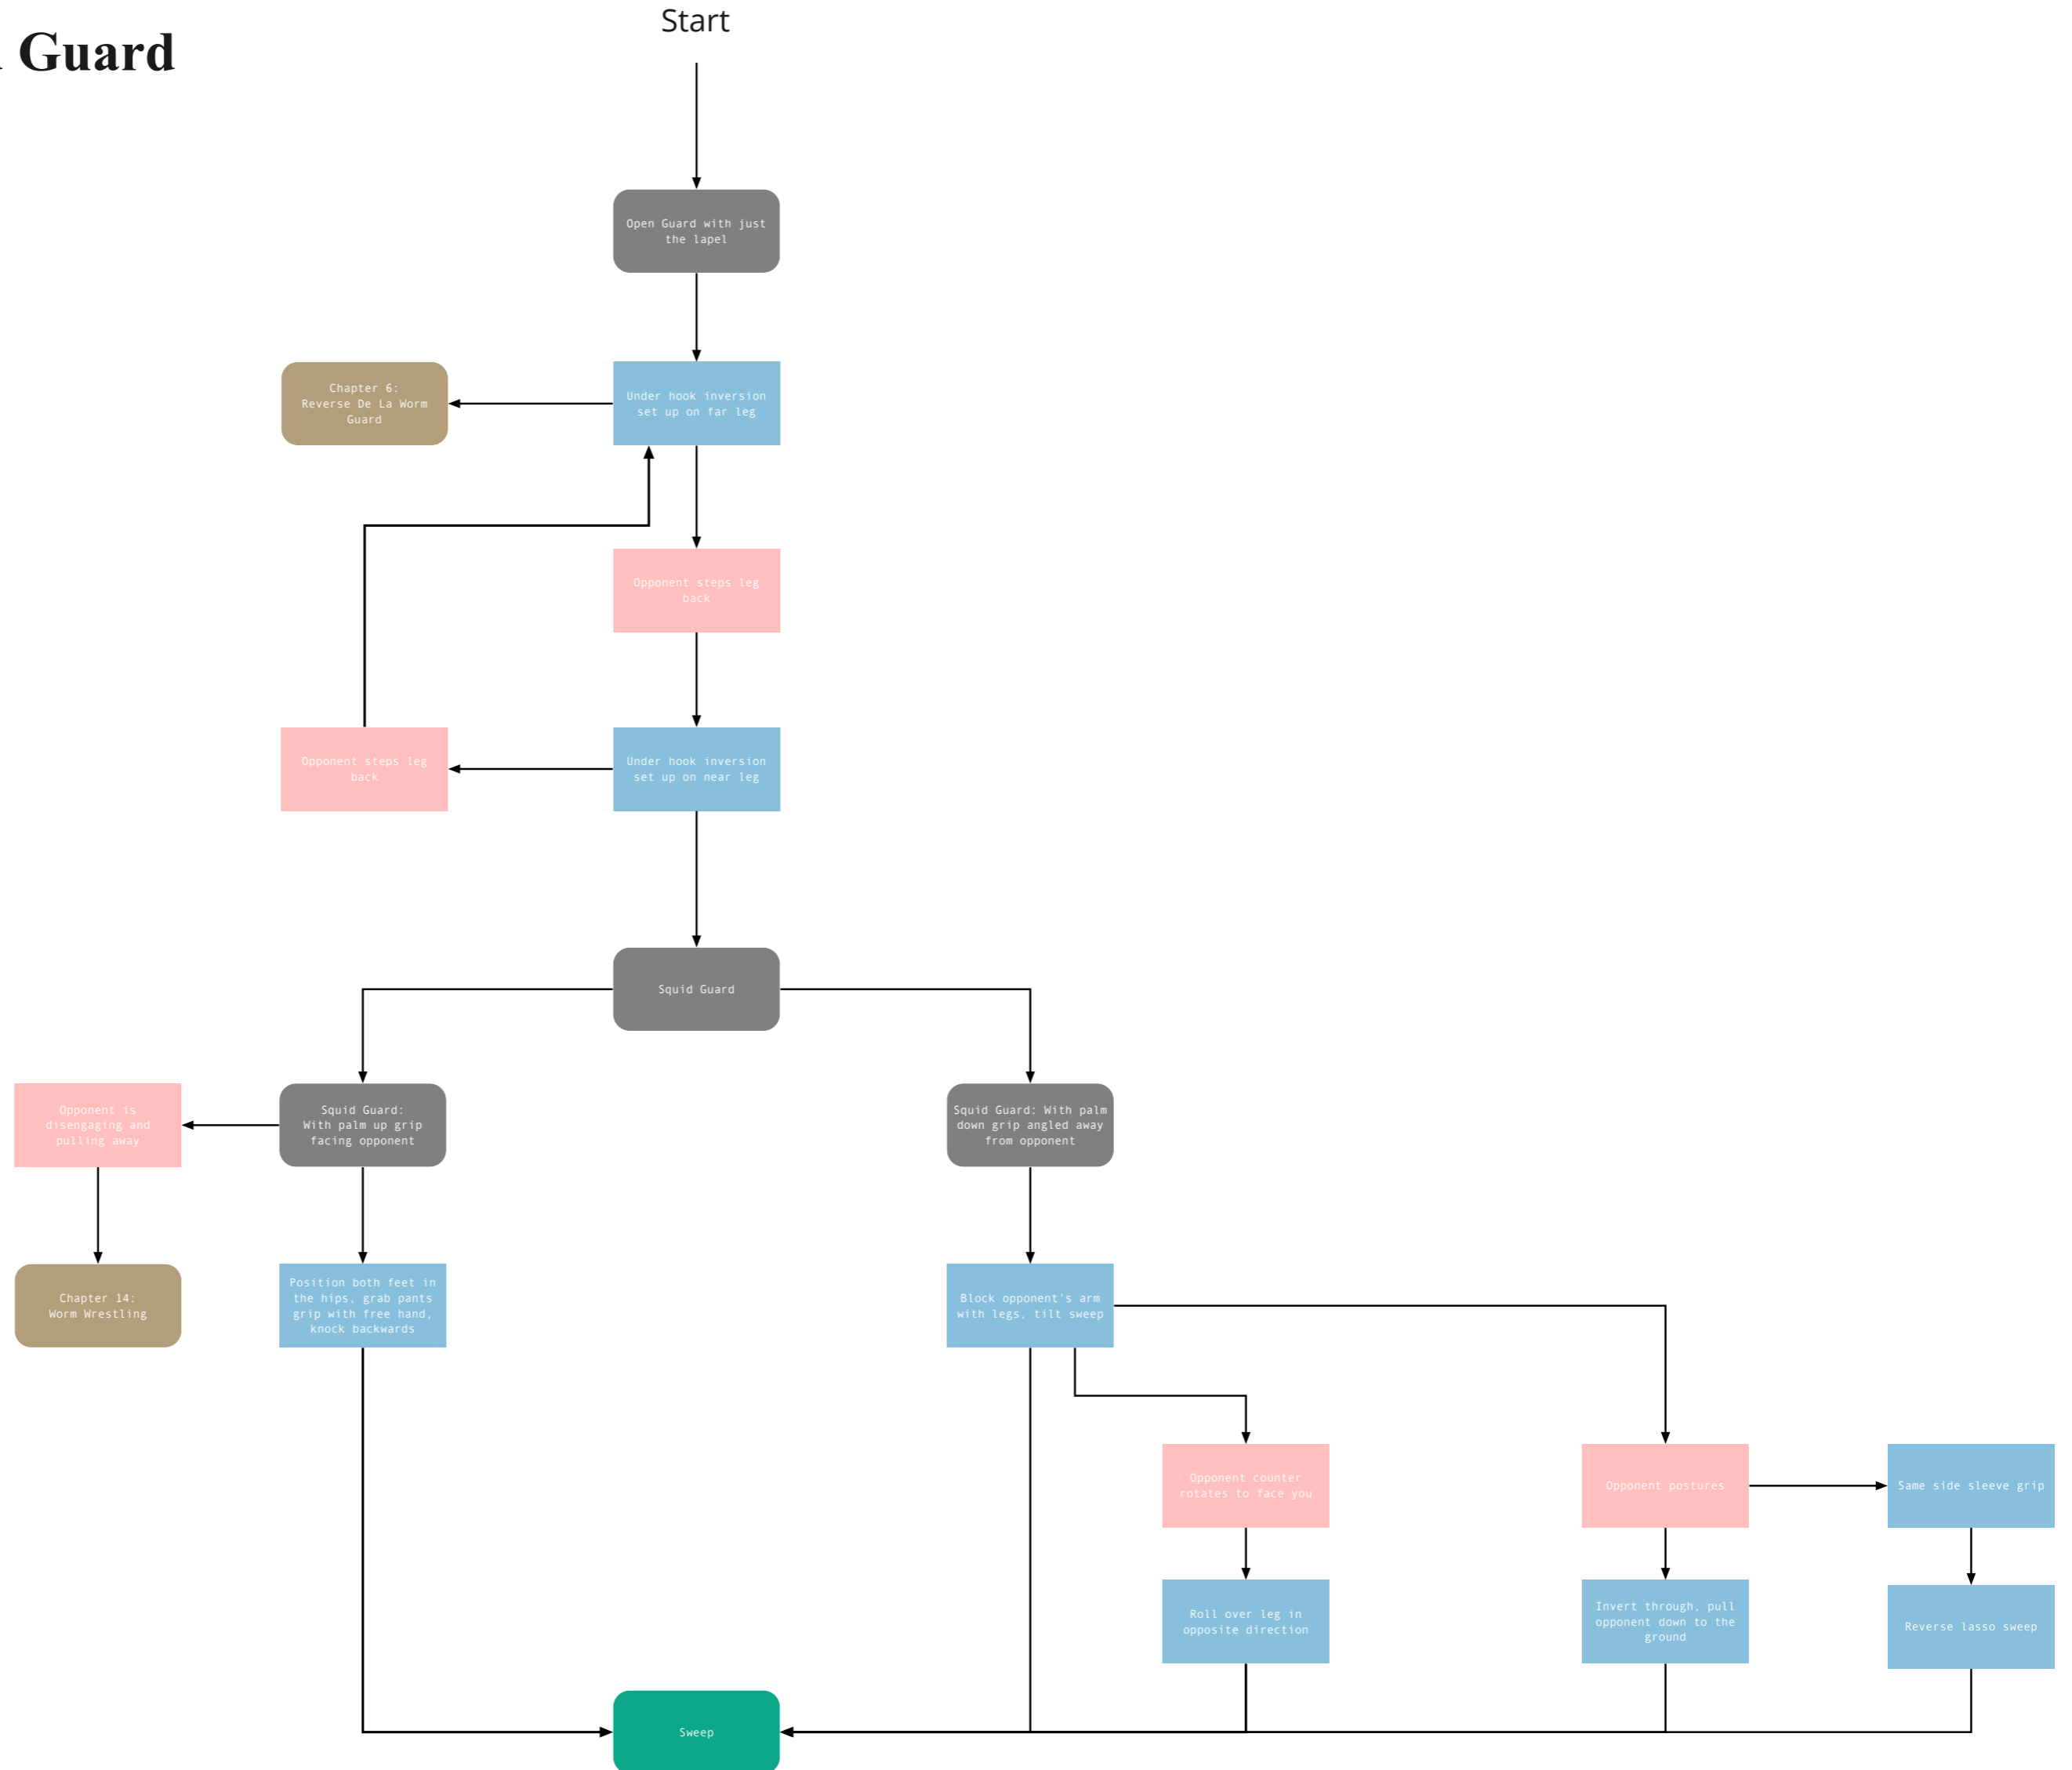 Start
Guard
Open Guard with just
the lapel
Chapter 6:
Reverse De La Worm
Guard
Under hook inversion
set up on far leg
Opponent steps leg
back
Opponent steps leg
back
Under hook inversion
set up on near leg
Squid Guard
Opponent is
disengaging and
pulling away
Squid Guard:
With palm up grip
facing opponent
Squid Guard: With palm
down grip angled away
from opponent
Chapter 14:
Worm Wrestling
Position both feet in
the hips, grab pants
grip with free hand,
knock backwards
Block opponent's arm
with legs, tilt sweep
Opponent counter
rotates to face you
Opponent postures
Same side sleeve grip
Roll over leg in
opposite direction
Invert through, pull
opponent down to the
ground
Reverse lasso sweep
Sweep